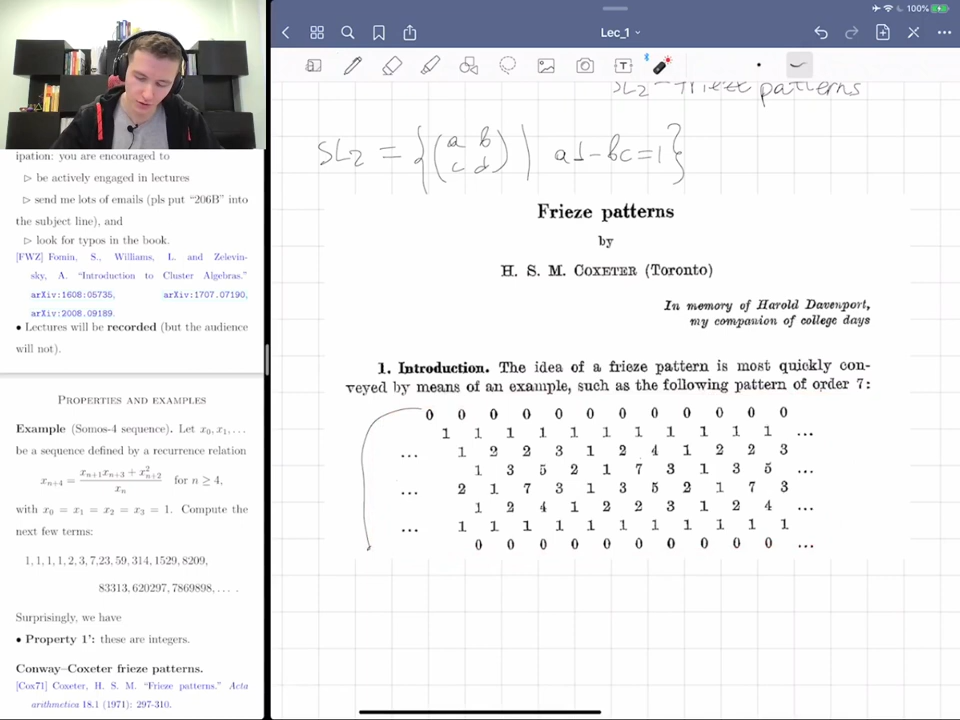 100%
Lec_1
ipation: you are encouraged to
▷ be actively engaged in lectures
▷ send me lots of emails (pls put “206B” into
the subject line), and
▷ look for typos in the book.
[FWZ] Fomin, S., Williams, L. and Zelevin-
sky, A. “Introduction to Cluster Algebras.”
arXiv:1608:05735, arXiv:1707.07190,
arXiv:2008.09189.
• Lectures will be recorded (but the audience
will not).
Properties and examples
Example (Somos-4 sequence). Let x₀, x₁, . . .
be a sequence defined by a recurrence relation
xₙ₊₄ = (xₙ₊₁xₙ₊₃ + x²ₙ₊₂)/xₙ for n ≥ 4,
with x₀ = x₁ = x₂ = x₃ = 1. Compute the
next few terms:
1, 1, 1, 1, 2, 3, 7, 23, 59, 314, 1529, 8209,
83313, 620297, 7869898, . . . .
Surprisingly, we have
• Property 1’: these are integers.
Conway–Coxeter frieze patterns.
[Cox71] Coxeter, H. S. M. “Frieze patterns.” Acta
arithmetica 18.1 (1971): 297-310.
SL2 - frieze patterns
SL₂ = {(a b c d) | ad-bc=1}
Frieze patterns
by
H. S. M. Coxeter (Toronto)
In memory of Harold Davenport,
my companion of college days
1. Introduction. The idea of a frieze pattern is most quickly con-
veyed by means of an example, such as the following pattern of order 7:
0 0 0 0 0 0 0 0 0 0 0 0
1 1 1 1 1 1 1 1 1 1 1 ...
... 1 2 2 3 1 2 4 1 2 2 3
1 3 5 2 1 7 3 1 3 5 ...
... 2 1 7 3 1 3 5 2 1 7 3
1 2 4 1 2 2 3 1 2 4 ...
... 1 1 1 1 1 1 1 1 1 1 1
0 0 0 0 0 0 0 0 0 0 ...